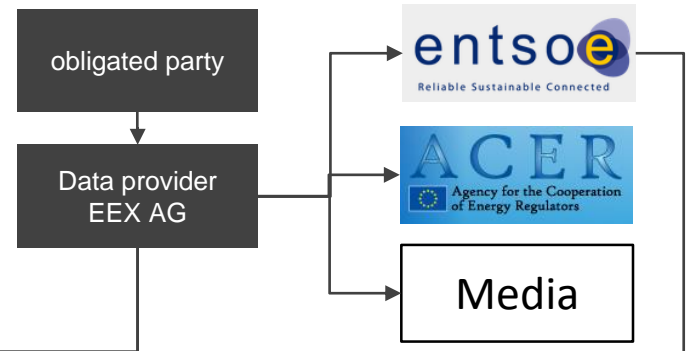 obligated party
Data provider
EEX AG
entsoe
Reliable Sustainable Connected
ACER
Agency for the Cooperation
of Energy Regulators
Media